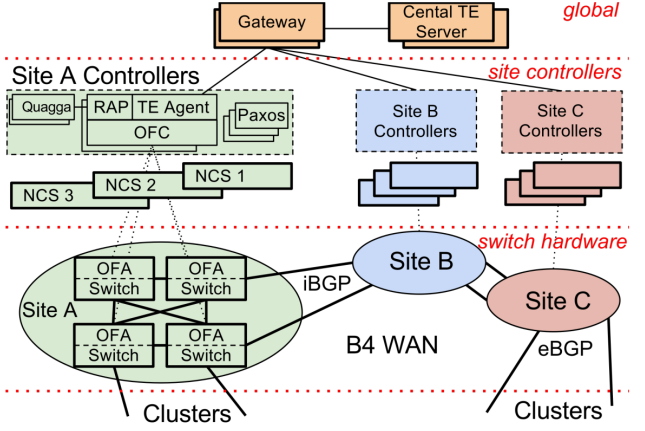 global
Gateway
Cental TE
Server
site controllers
Site A Controllers
Quagga
RAP
TE Agent
OFC
Paxos
Site B
Controllers
Site C
Controllers
NCS 1
NCS 2
NCS 3
switch hardware
OFA
Switch
OFA
Switch
Site A
OFA
Switch
OFA
Switch
iBGP
Site B
Site C
B4 WAN
eBGP
Clusters
Clusters